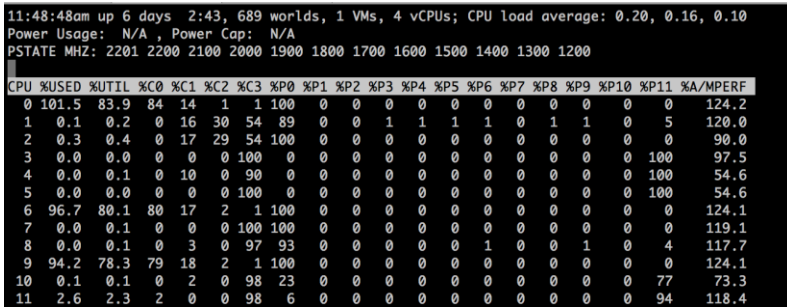 11:48:48am up 6 days  2:43, 689 worlds, 1 VMs, 4 vCPUs; CPU load average: 0.20, 0.16, 0.10
Power Usage:  N/A , Power Cap:  N/A
PSTATE MHZ: 2201 2200 2100 2000 1900 1800 1700 1600 1500 1400 1300 1200
CPU %USED %UTIL %C0 %C1 %C2 %C3 %P0 %P1 %P2 %P3 %P4 %P5 %P6 %P7 %P8 %P9 %P10 %P11 %A/MPERF
0 101.5 83.9 84 14 1 1 100 0 0 0 0 0 0 0 0 0 0 0 124.2
1 0.1 0.2 0 16 30 54 89 0 0 1 1 1 1 0 1 1 0 5 120.0
2 0.3 0.4 0 17 29 54 100 0 0 0 0 0 0 0 0 0 0 0 90.0
3 0.0 0.0 0 0 0 100 0 0 0 0 0 0 0 0 0 0 0 100 97.5
4 0.0 0.1 0 10 0 90 0 0 0 0 0 0 0 0 0 0 0 100 54.6
5 0.0 0.0 0 0 0 100 0 0 0 0 0 0 0 0 0 0 0 100 54.6
6 96.7 80.1 80 17 2 1 100 0 0 0 0 0 0 0 0 0 0 0 124.1
7 0.0 0.1 0 0 0 100 100 0 0 0 0 0 0 0 0 0 0 0 119.1
8 0.0 0.1 0 3 0 97 93 0 0 0 0 0 1 0 0 1 0 4 117.7
9 94.2 78.3 79 18 2 1 100 0 0 0 0 0 0 0 0 0 0 0 124.1
10 0.1 0.1 0 2 0 98 23 0 0 0 0 0 0 0 0 0 0 77 73.3
11 2.6 2.3 2 0 0 98 6 0 0 0 0 0 0 0 0 0 0 94 118.4